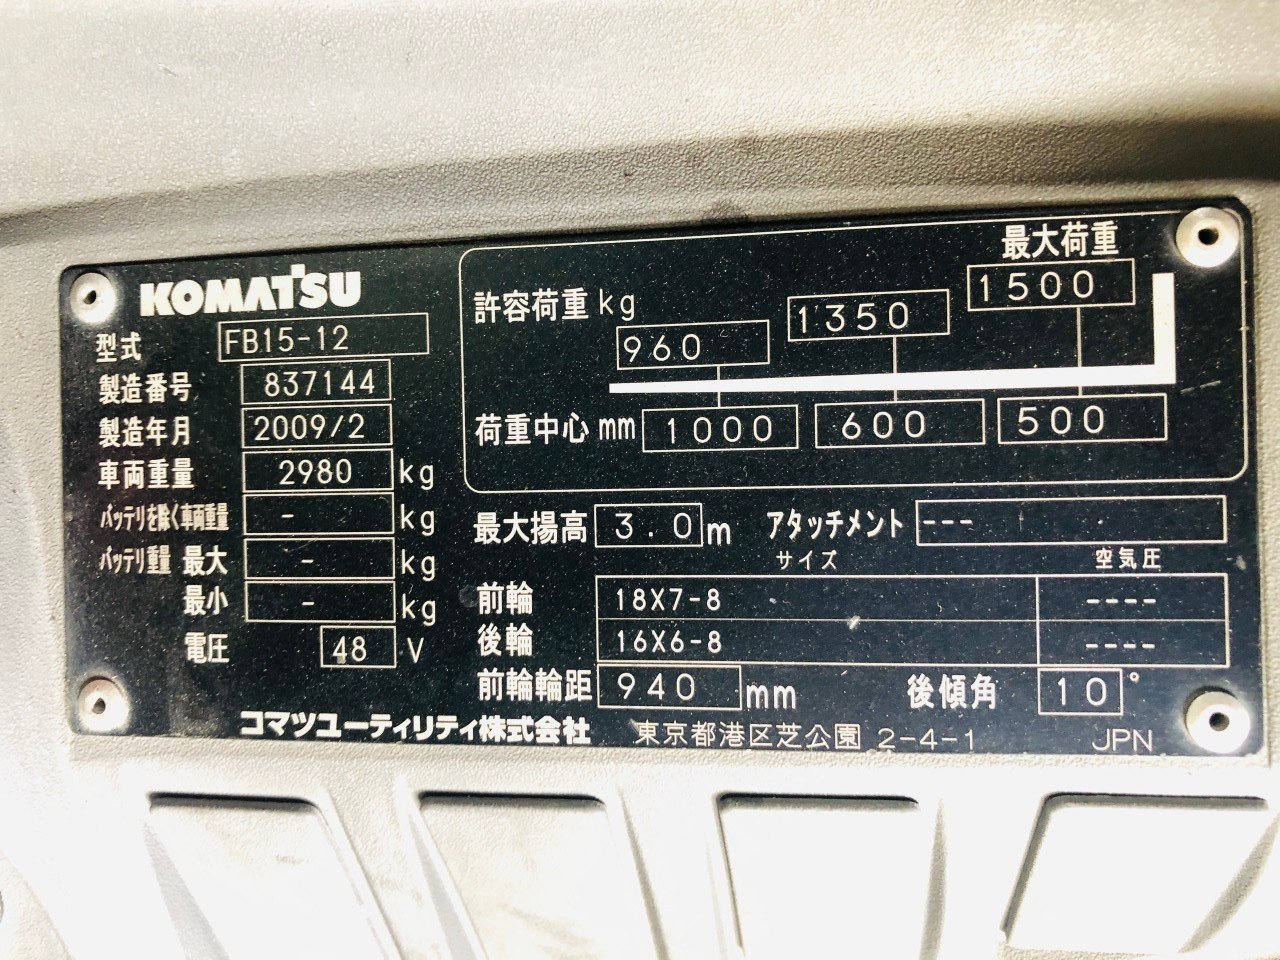 KOMATSU
型式 FB15-12
製造番号 837144
製造年月 2009/2
車両重量 2980 kg
バッテリを除く車両重量 - kg
バッテリ重量 最大 - kg
最小 - kg
電圧 48 V
最大荷重
許容荷重 kg 960 1350 1500
荷重中心 mm 1000 600 500
最大揚高 3.0 m アタッチメント ---
サイズ 空気圧
前輪 18X7-8 ----
後輪 16X6-8 ----
前輪輪距 940 mm 後傾角 10°
コマツユーティリティ株式会社 東京都港区芝公園 2-4-1 JPN